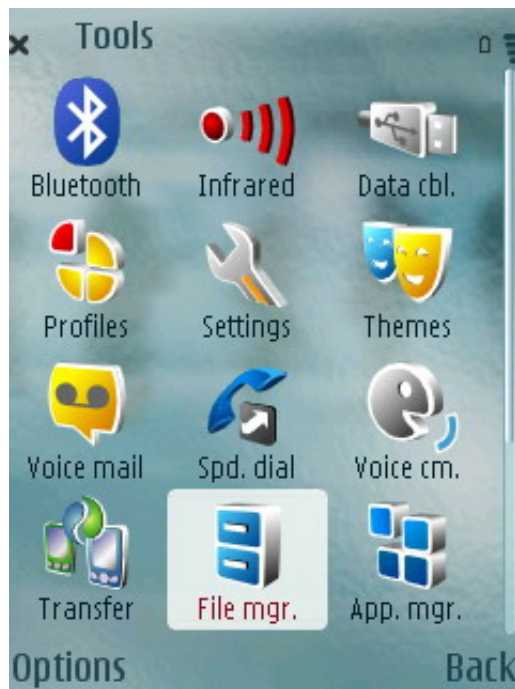 Tools
Bluetooth Infrared Data cbl.
Profiles Settings Themes
Voice mail Spd. dial Voice cm.
Transfer File mgr. App. mgr.
Options Back